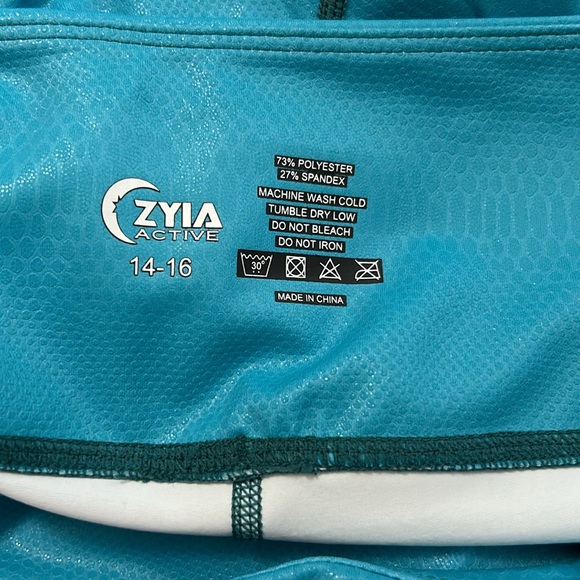 ZYIA
ACTIVE
14-16
73% POLYESTER
27% SPANDEX
MACHINE WASH COLD
TUMBLE DRY LOW
DO NOT BLEACH
DO NOT IRON
30°
MADE IN CHINA